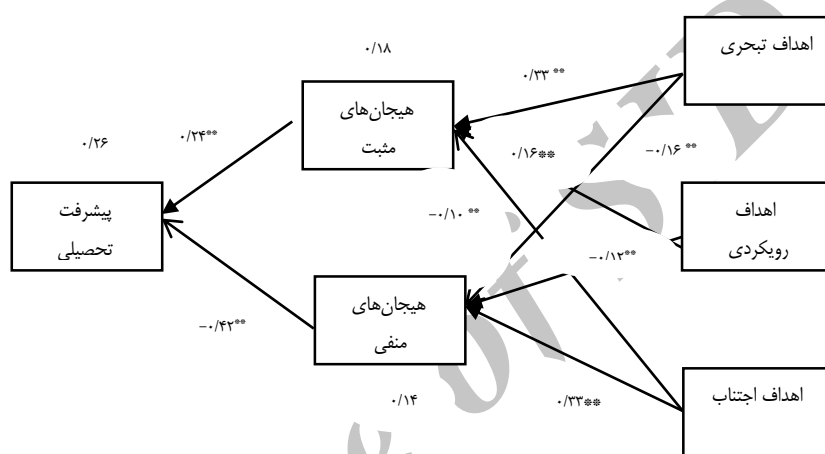 اهداف تبحری
۰/۱۸
۰/۳۳ **
هیجان‌های
مثبت
۰/۲۶
۰/۲۴**
۰/۱۶**
−۰/۱۶ **
پیشرفت
تحصیلی
اهداف
رویکردی
−۰/۱۰ **
−۰/۱۲**
هیجان‌های
منفی
−۰/۴۲**
اهداف اجتناب
۰/۱۴
۰/۳۳**